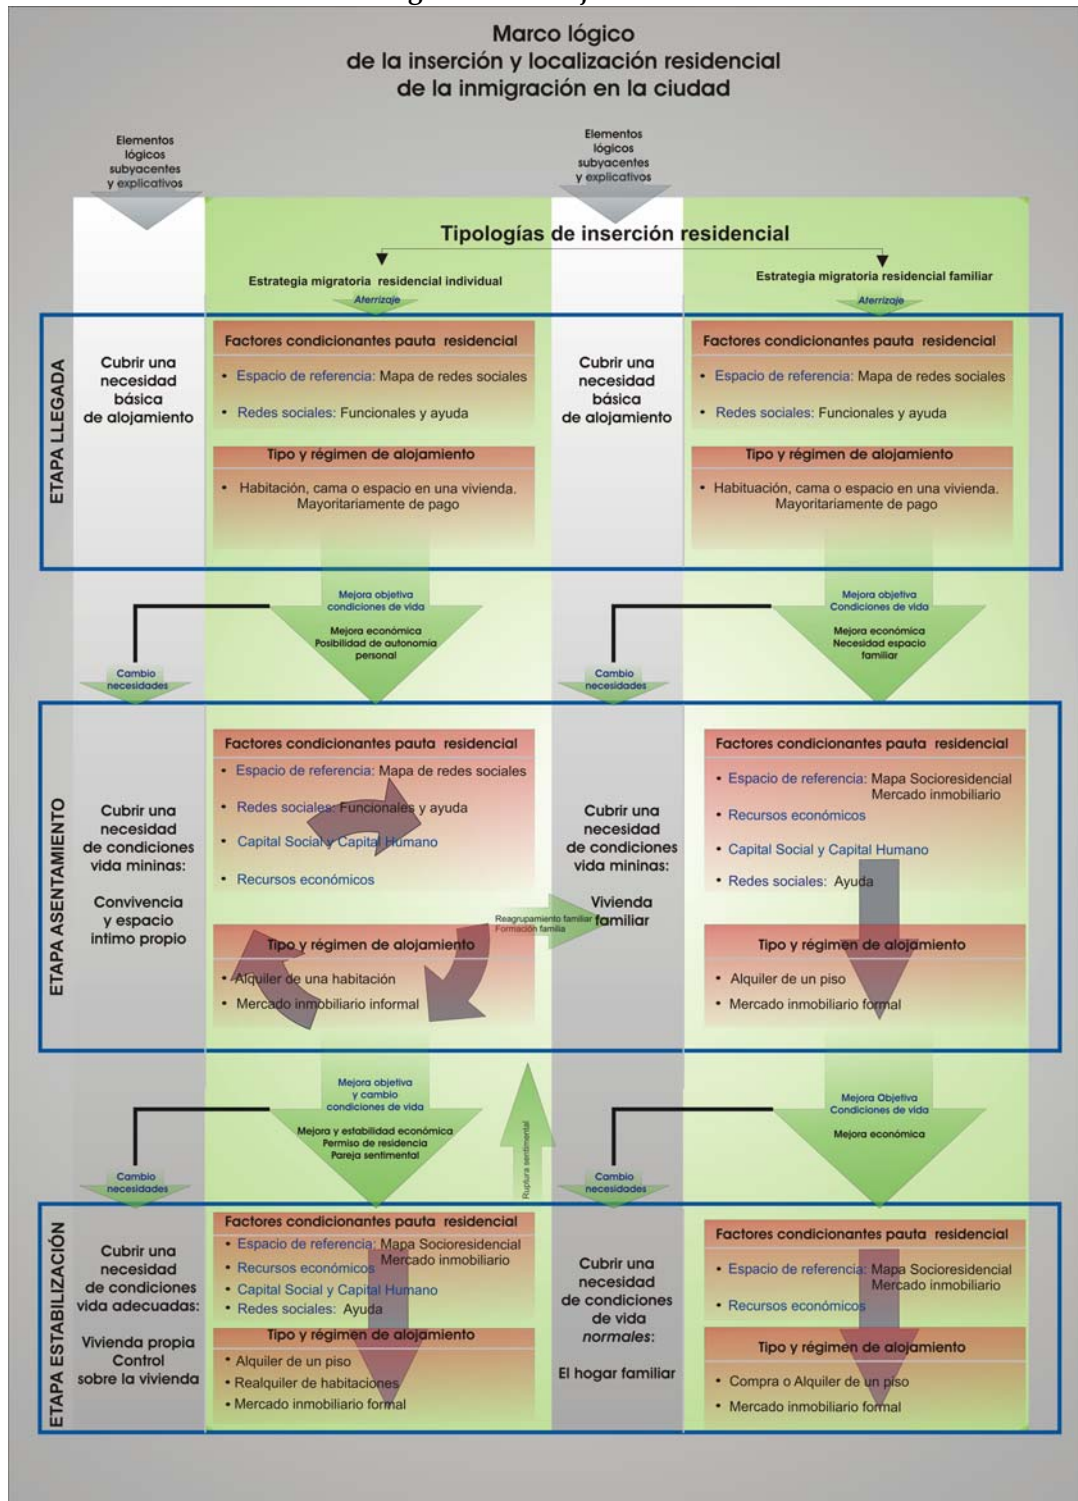 Marco lógico
de la inserción y localización residencial
de la inmigración en la ciudad
Elementos
lógicos
subyacentes
y explicativos
Elementos
lógicos
subyacentes
y explicativos
Tipologías de inserción residencial
Estrategia migratoria residencial individual
Estrategia migratoria residencial familiar
Aterrizaje
Aterrizaje
ETAPA LLEGADA
Cubrir una
necesidad
básica
de alojamiento
Factores condicionantes pauta residencial
• Espacio de referencia: Mapa de redes sociales
• Redes sociales: Funcionales y ayuda
Tipo y régimen de alojamiento
• Habitación, cama o espacio en una vivienda.
Mayoritariamente de pago
Cubrir una
necesidad
básica
de alojamiento
Factores condicionantes pauta residencial
• Espacio de referencia: Mapa de redes sociales
• Redes sociales: Funcionales y ayuda
Tipo y régimen de alojamiento
• Habituación, cama o espacio en una vivienda.
Mayoritariamente de pago
Mejora objetiva
condiciones de vida
Mejora económica
Posibilidad de autonomía
personal
Cambio
necesidades
Mejora objetiva
Condiciones de vida
Mejora económica
Necesidad espacio
familiar
Cambio
necesidades
ETAPA ASENTAMIENTO
Cubrir una
necesidad
de condiciones
vida mininas:
Convivencia
y espacio
intimo propio
Factores condicionantes pauta residencial
• Espacio de referencia: Mapa de redes sociales
• Redes sociales: Funcionales y ayuda
• Capital Social y Capital Humano
• Recursos económicos
Tipo y régimen de alojamiento
• Alquiler de una habitación
• Mercado inmobiliario informal
Reagrupamiento familiar
Formación familia
Cubrir una
necesidad
de condiciones
vida mininas:
Vivienda
familiar
Factores condicionantes pauta residencial
• Espacio de referencia: Mapa Socioresidencial
Mercado inmobiliario
• Recursos económicos
• Capital Social y Capital Humano
• Redes sociales: Ayuda
Tipo y régimen de alojamiento
• Alquiler de un piso
• Mercado inmobiliario formal
Mejora objetiva
y cambio
condiciones de vida
Mejora y estabilidad económica
Permiso de residencia
Pareja sentimental
Cambio
necesidades
Ruptura sentimental
Mejora Objetiva
Condiciones de vida
Mejora económica
Cambio
necesidades
ETAPA ESTABILIZACIÓN
Cubrir una
necesidad
de condiciones
vida adecuadas:
Vivienda propia
Control
sobre la vivienda
Factores condicionantes pauta residencial
• Espacio de referencia: Mapa Socioresidencial
Mercado inmobiliario
• Recursos económicos
• Capital Social y Capital Humano
• Redes sociales: Ayuda
Tipo y régimen de alojamiento
• Alquiler de un piso
• Realquiler de habitaciones
• Mercado inmobiliario formal
Cubrir una
necesidad
de condiciones
de vida
normales:
El hogar familiar
Factores condicionantes pauta residencial
• Espacio de referencia: Mapa Socioresidencial
Mercado inmobiliario
• Recursos económicos
Tipo y régimen de alojamiento
• Compra o Alquiler de un piso
• Mercado inmobiliario formal